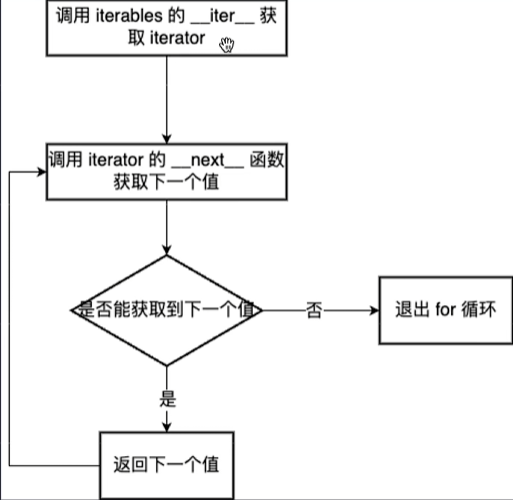 调用 iterables 的 __iter__ 获
取 iterator
调用 iterator 的 __next__ 函数
获取下一个值
是否能获取到下一个值
否
退出 for 循环
是
返回下一个值